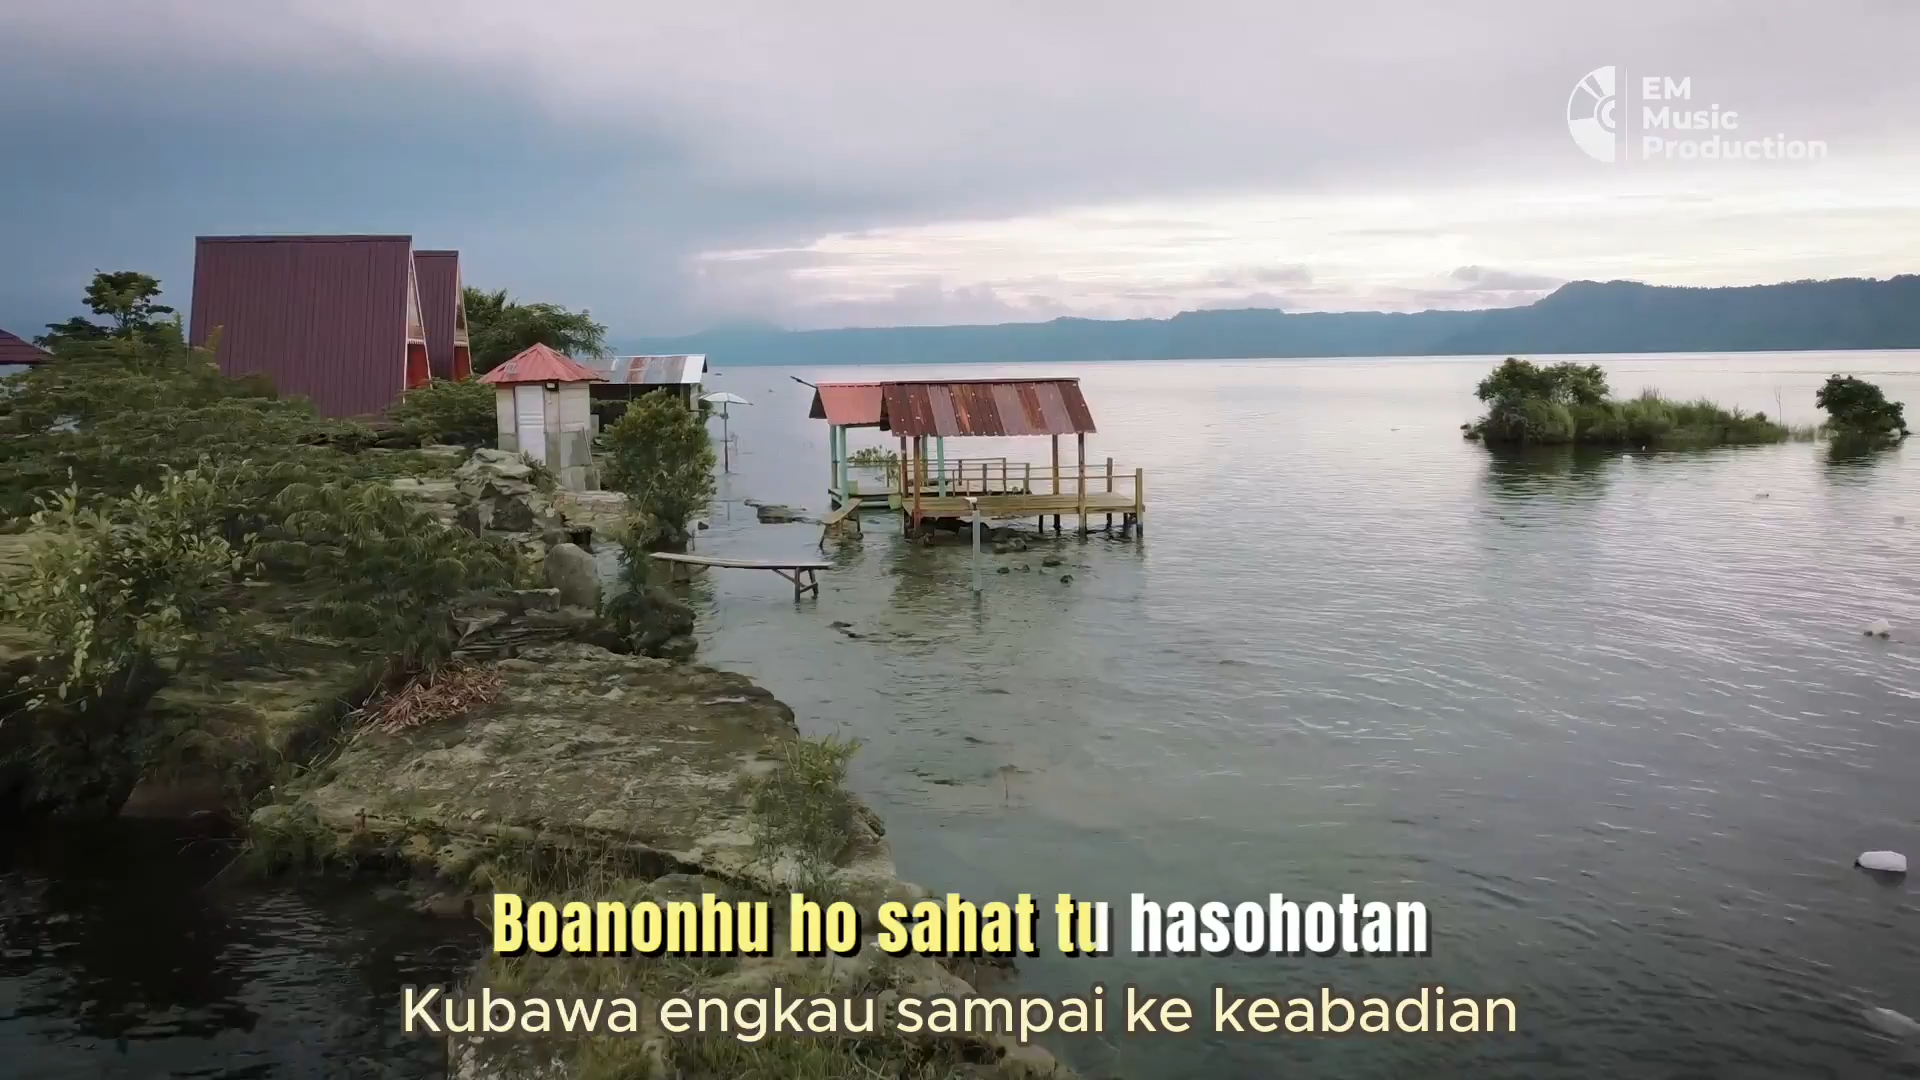 EM
Music
Production
Boanonhu ho sahat tu hasohotan
Kubawa engkau sampai ke keabadian